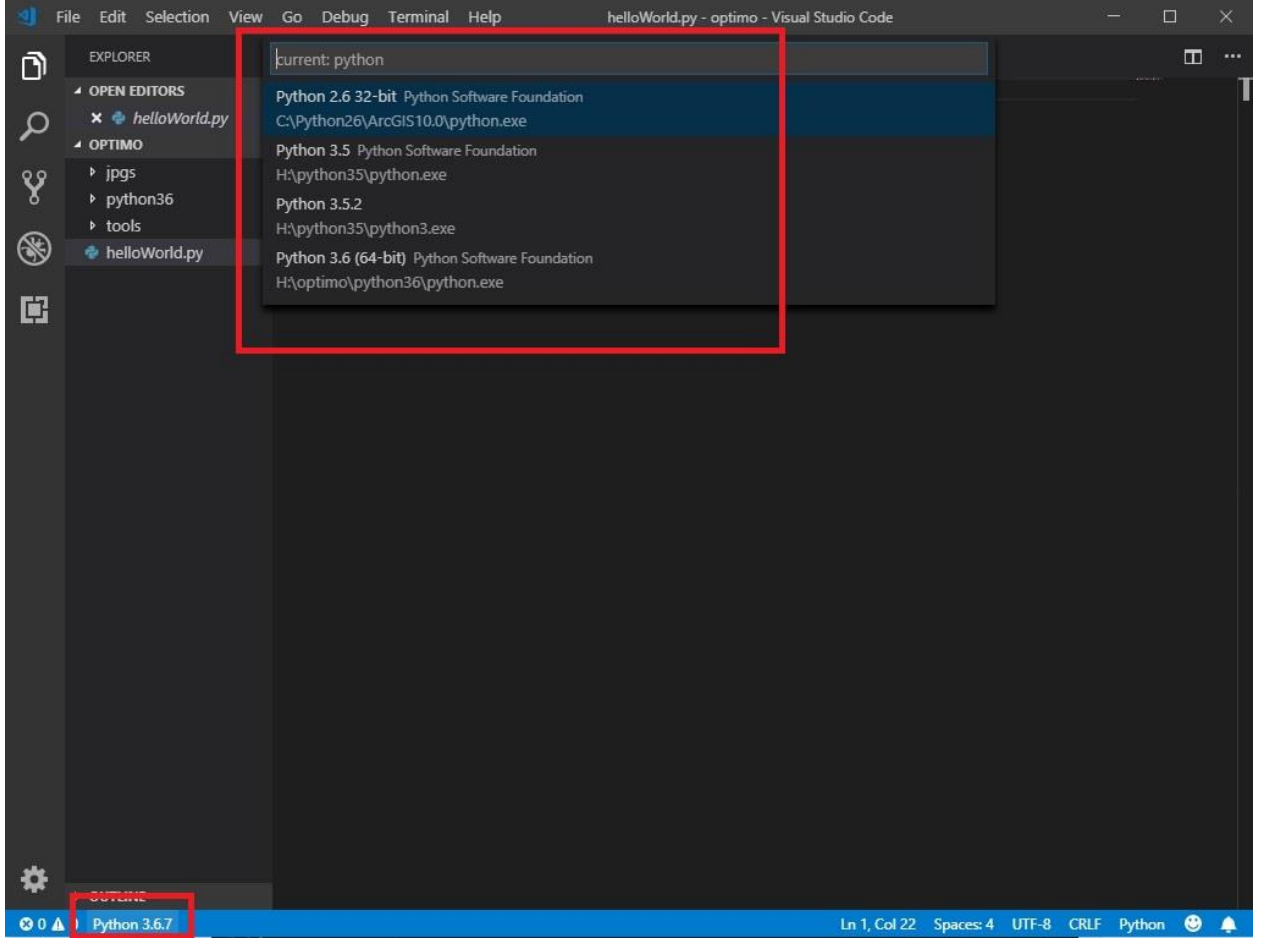 File Edit Selection View Go Debug Terminal Help helloWorld.py - optimo - Visual Studio Code
EXPLORER
OPEN EDITORS
helloWorld.py
OPTIMO
jpgs
python36
tools
helloWorld.py
current: python
Python 2.6 32-bit Python Software Foundation
C:\Python26\ArcGIS10.0\python.exe
Python 3.5 Python Software Foundation
H:\python35\python.exe
Python 3.5.2
H:\python35\python3.exe
Python 3.6 (64-bit) Python Software Foundation
H:\optimo\python36\python.exe
OUTLINE
0 Python 3.6.7 Ln 1, Col 22 Spaces: 4 UTF-8 CRLF Python